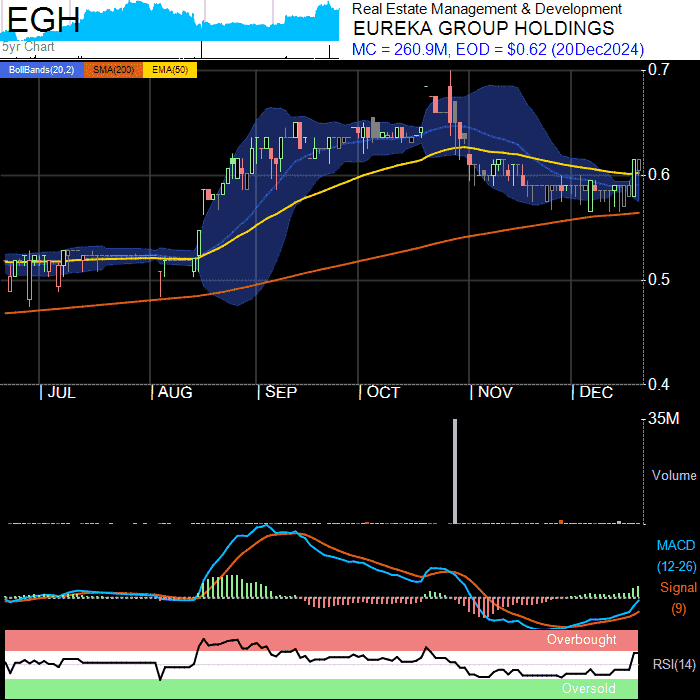 EGH
5yr Chart
Real Estate Management & Development
EUREKA GROUP HOLDINGS
MC = 260.9M, EOD = $0.62 (20Dec2024)
BollBands(20,2) SMA(200) EMA(50)
0.7
0.6
0.5
0.4
JUL AUG SEP OCT NOV DEC
35M
Volume
MACD
(12-26)
Signal
(9)
Overbought
RSI(14)
Oversold